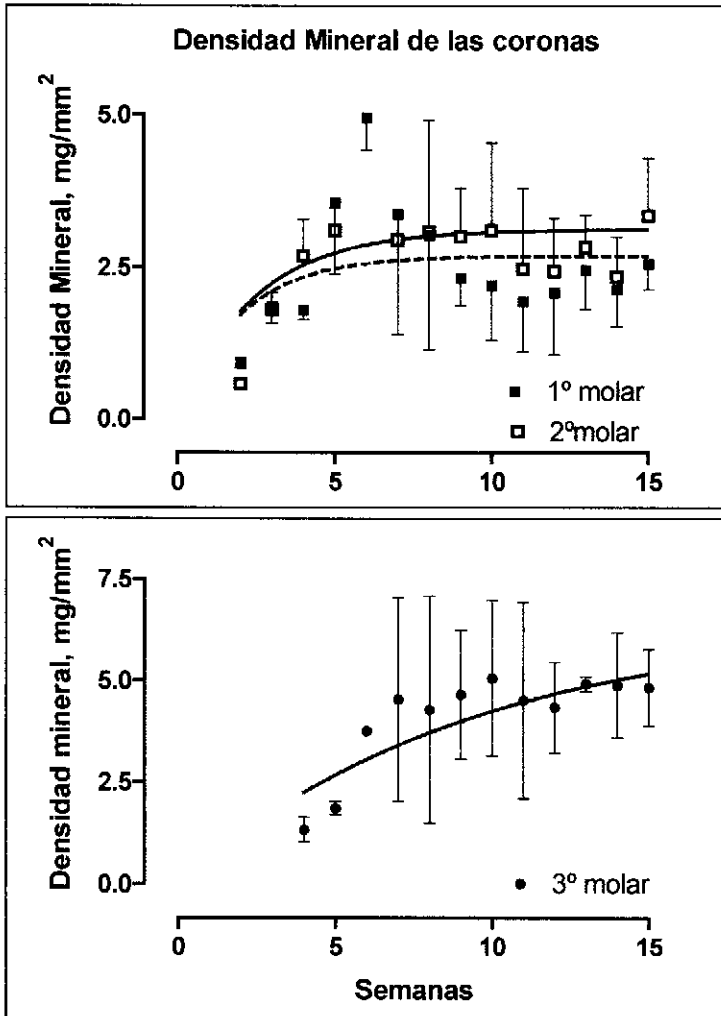 Densidad Mineral de las coronas
Densidad Mineral, mg/mm²
5.0
2.5
0.0
1º molar
2ºmolar
0 5 10 15
Densidad mineral, mg/mm²
7.5
5.0
2.5
0.0
3º molar
0 5 10 15
Semanas